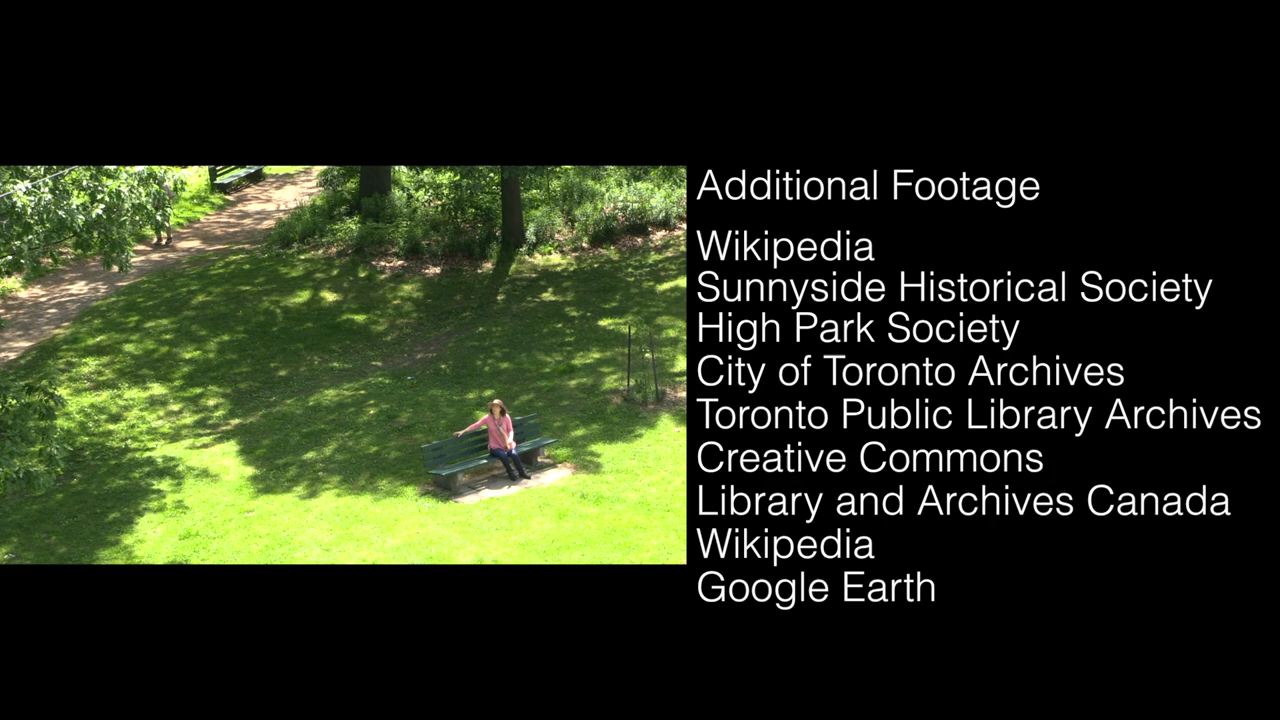 Additional Footage
Wikipedia
Sunnyside Historical Society
High Park Society
City of Toronto Archives
Toronto Public Library Archives
Creative Commons
Library and Archives Canada
Wikipedia
Google Earth